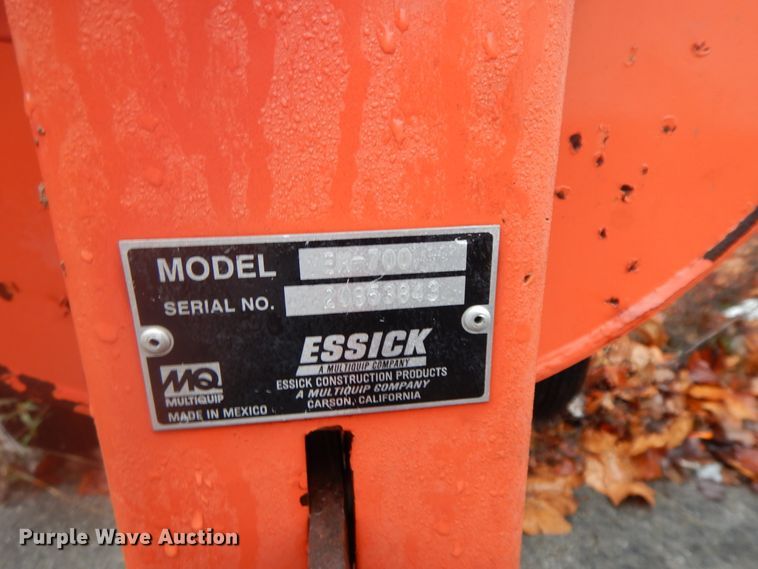 MODEL
SERIAL NO.
ESSICK
A MULTIQUIP COMPANY
ESSICK CONSTRUCTION PRODUCTS
A MULTIQUIP COMPANY
CARSON, CALIFORNIA
MQ
MULTIQUIP
MADE IN MEXICO
Purple Wave Auction